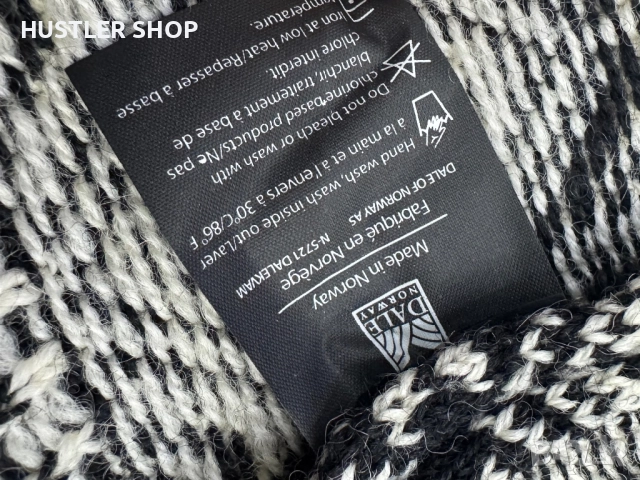 HUSTLER SHOP
DALE
NORWAY
Made in Norway
Fabriqué en Norvège
DALE OF NORWAY AS
N-5721 DALEKVAM
Hand wash, wash inside out/Laver
à la main et à l'envers à 30°C/86° F
Do not bleach or wash with
chlorine-based products/Ne pas
blanchir, traitement à base de
chlore interdit.
Iron at low heat/Repasser à basse
température.